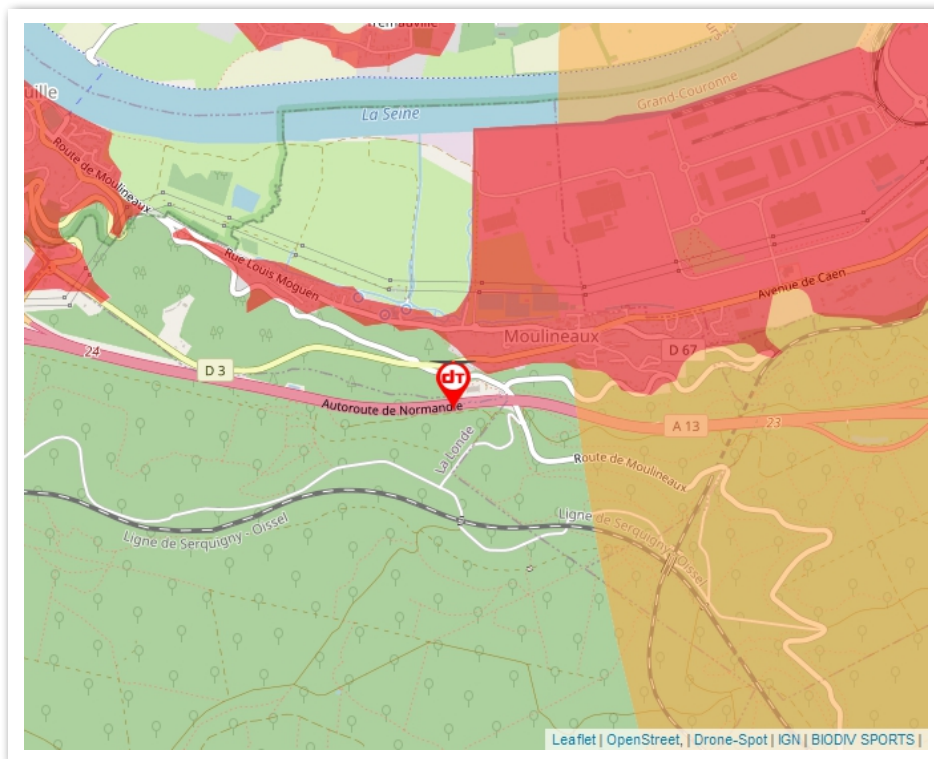 La Seine
Grand-Couronne
Route de Moulineaux
Rue Louis Moguen
Avenue de Caen
Moulineaux
D 67
24
D 3
dT
Autoroute de Normandie
A 13
23
La Londe
Route de Moulineaux
Ligne de Serquigny - Oissel
Ligne de Serquigny - Oissel
Leaflet | OpenStreet, | Drone-Spot | IGN | BIODIV SPORTS |